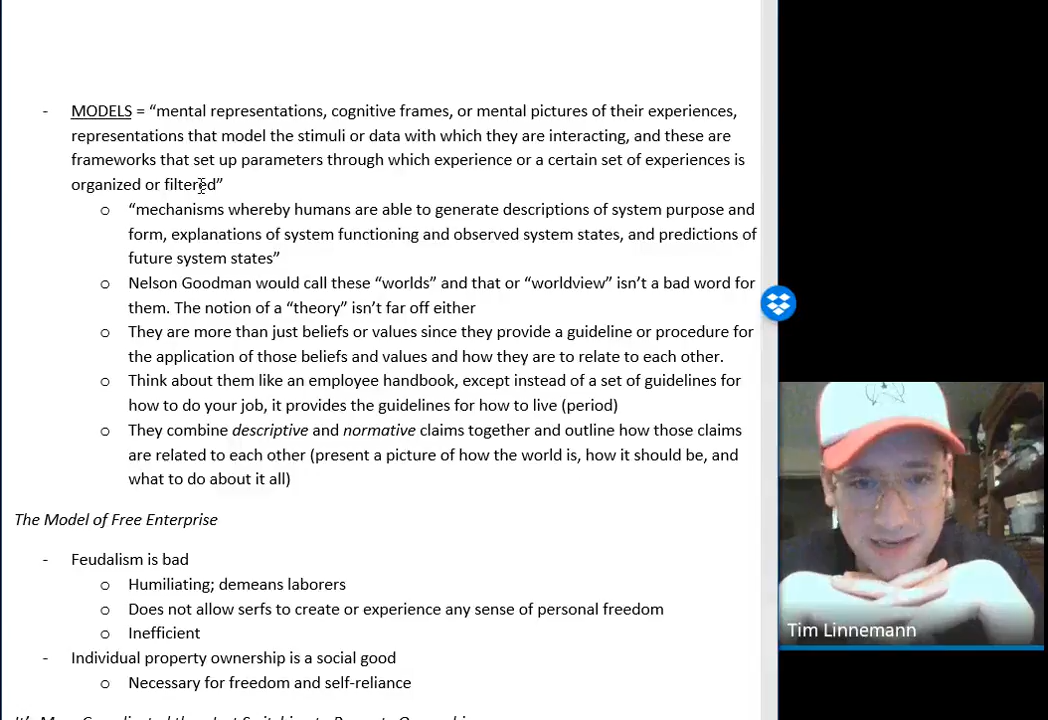 - MODELS = “mental representations, cognitive frames, or mental pictures of their experiences,
representations that model the stimuli or data with which they are interacting, and these are
frameworks that set up parameters through which experience or a certain set of experiences is
organized or filtered”
o “mechanisms whereby humans are able to generate descriptions of system purpose and
form, explanations of system functioning and observed system states, and predictions of
future system states”
o Nelson Goodman would call these “worlds” and that or “worldview” isn’t a bad word for
them. The notion of a “theory” isn’t far off either
o They are more than just beliefs or values since they provide a guideline or procedure for
the application of those beliefs and values and how they are to relate to each other.
o Think about them like an employee handbook, except instead of a set of guidelines for
how to do your job, it provides the guidelines for how to live (period)
o They combine descriptive and normative claims together and outline how those claims
are related to each other (present a picture of how the world is, how it should be, and
what to do about it all)
The Model of Free Enterprise
- Feudalism is bad
o Humiliating; demeans laborers
o Does not allow serfs to create or experience any sense of personal freedom
o Inefficient
- Individual property ownership is a social good
o Necessary for freedom and self-reliance
Tim Linnemann